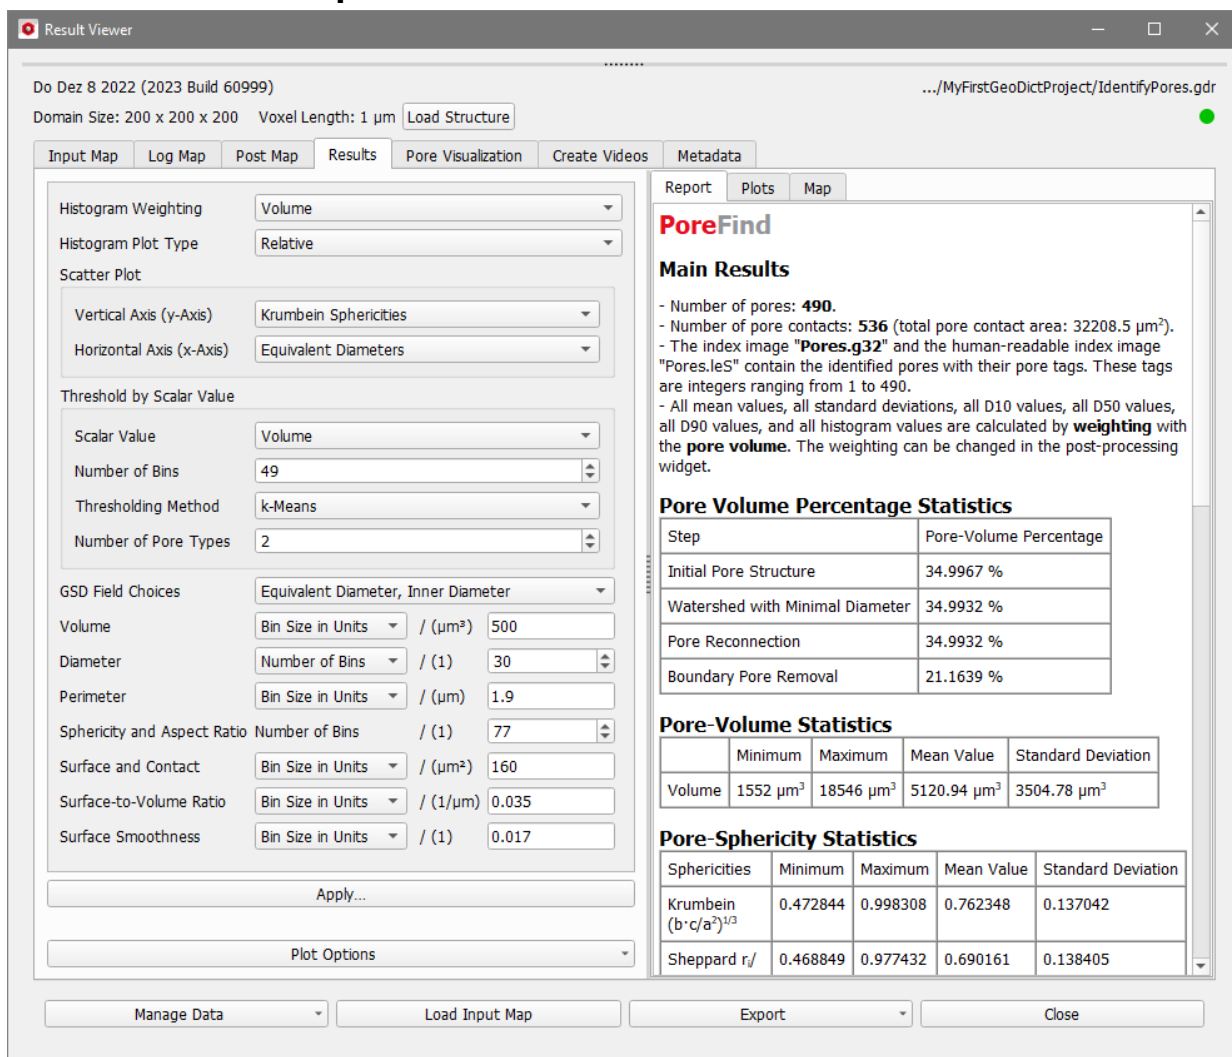 Result Viewer
Do Dez 8 2022 (2023 Build 60999)
.../MyFirstGeoDictProject/IdentifyPores.gdr
Domain Size: 200 x 200 x 200 Voxel Length: 1 µm Load Structure
Input Map Log Map Post Map Results Pore Visualization Create Videos Metadata
Histogram Weighting Volume
Histogram Plot Type Relative
Scatter Plot
Vertical Axis (y-Axis) Krumbein Sphericities
Horizontal Axis (x-Axis) Equivalent Diameters
Threshold by Scalar Value
Scalar Value Volume
Number of Bins 49
Thresholding Method k-Means
Number of Pore Types 2
GSD Field Choices Equivalent Diameter, Inner Diameter
Volume Bin Size in Units / (µm³) 500
Diameter Number of Bins / (1) 30
Perimeter Bin Size in Units / (µm) 1.9
Sphericity and Aspect Ratio Number of Bins / (1) 77
Surface and Contact Bin Size in Units / (µm²) 160
Surface-to-Volume Ratio Bin Size in Units / (1/µm) 0.035
Surface Smoothness Bin Size in Units / (1) 0.017
Apply...
Plot Options
Report Plots Map
PoreFind
Main Results
- Number of pores: 490.
- Number of pore contacts: 536 (total pore contact area: 32208.5 µm²).
- The index image "Pores.g32" and the human-readable index image
"Pores.leS" contain the identified pores with their pore tags. These tags
are integers ranging from 1 to 490.
- All mean values, all standard deviations, all D10 values, all D50 values,
all D90 values, and all histogram values are calculated by weighting with
the pore volume. The weighting can be changed in the post-processing
widget.
Pore Volume Percentage Statistics
Step Pore-Volume Percentage
Initial Pore Structure 34.9967 %
Watershed with Minimal Diameter 34.9932 %
Pore Reconnection 34.9932 %
Boundary Pore Removal 21.1639 %
Pore-Volume Statistics
Minimum Maximum Mean Value Standard Deviation
Volume 1552 µm³ 18546 µm³ 5120.94 µm³ 3504.78 µm³
Pore-Sphericity Statistics
Sphericities Minimum Maximum Mean Value Standard Deviation
Krumbein 0.472844 0.998308 0.762348 0.137042
(b·c/a²)^1/3
Sheppard rᵢ/ 0.468849 0.977432 0.690161 0.138405
Manage Data Load Input Map Export Close